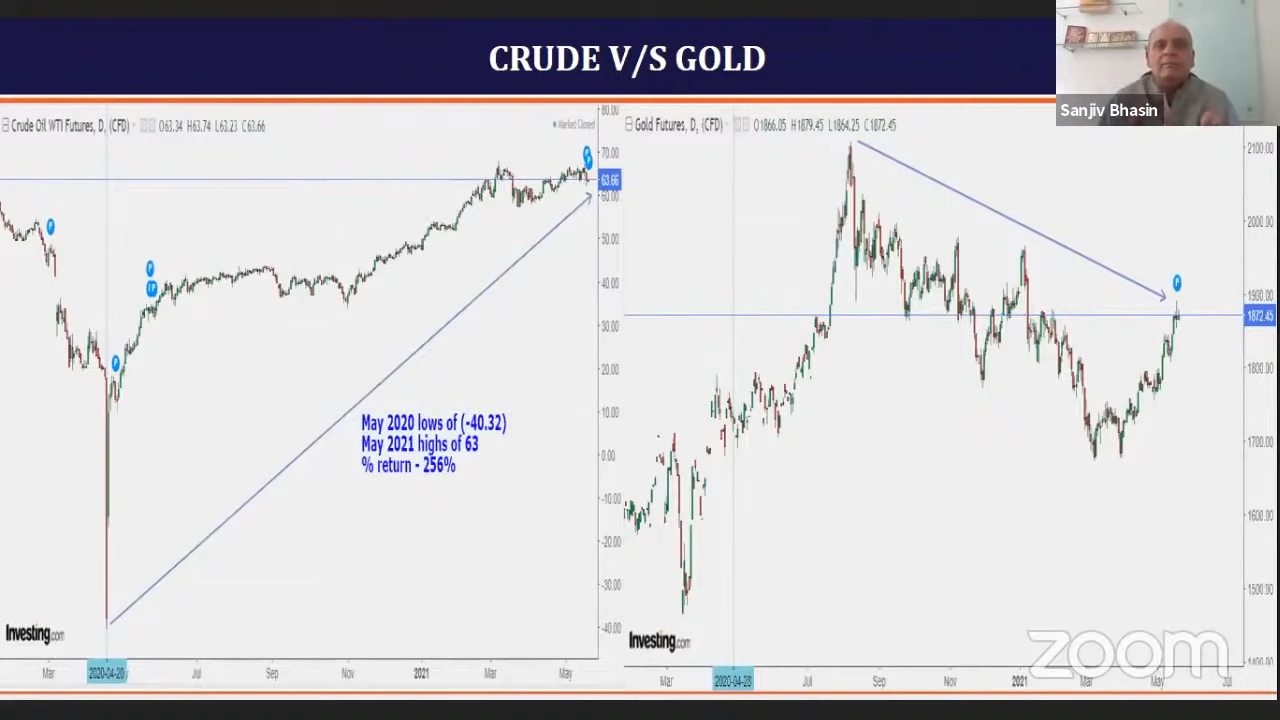 CRUDE V/S GOLD
Sanjiv Bhasin
Crude Oil WTI Futures, D, (CFD)
O63.34 H63.74 L63.23 C63.66
Market Closed
80.00
70.00
63.66
60.00
50.00
40.00
30.00
20.00
10.00
0.00
-10.00
-20.00
-30.00
-40.00
May 2020 lows of (-40.32)
May 2021 highs of 63
% return - 256%
Investing.com
Mar
2020-04-20
Jul
Sep
Nov
2021
Mar
May
Gold Futures, D, (CFD)
O1866.05 H1879.45 L1864.25 C1872.45
2100.00
2000.00
1900.00
1872.45
1800.00
1700.00
1600.00
1500.00
1400.00
Investing.com
Mar
2020-04-28
Jul
Sep
Nov
2021
Mar
May
Jul
zoom